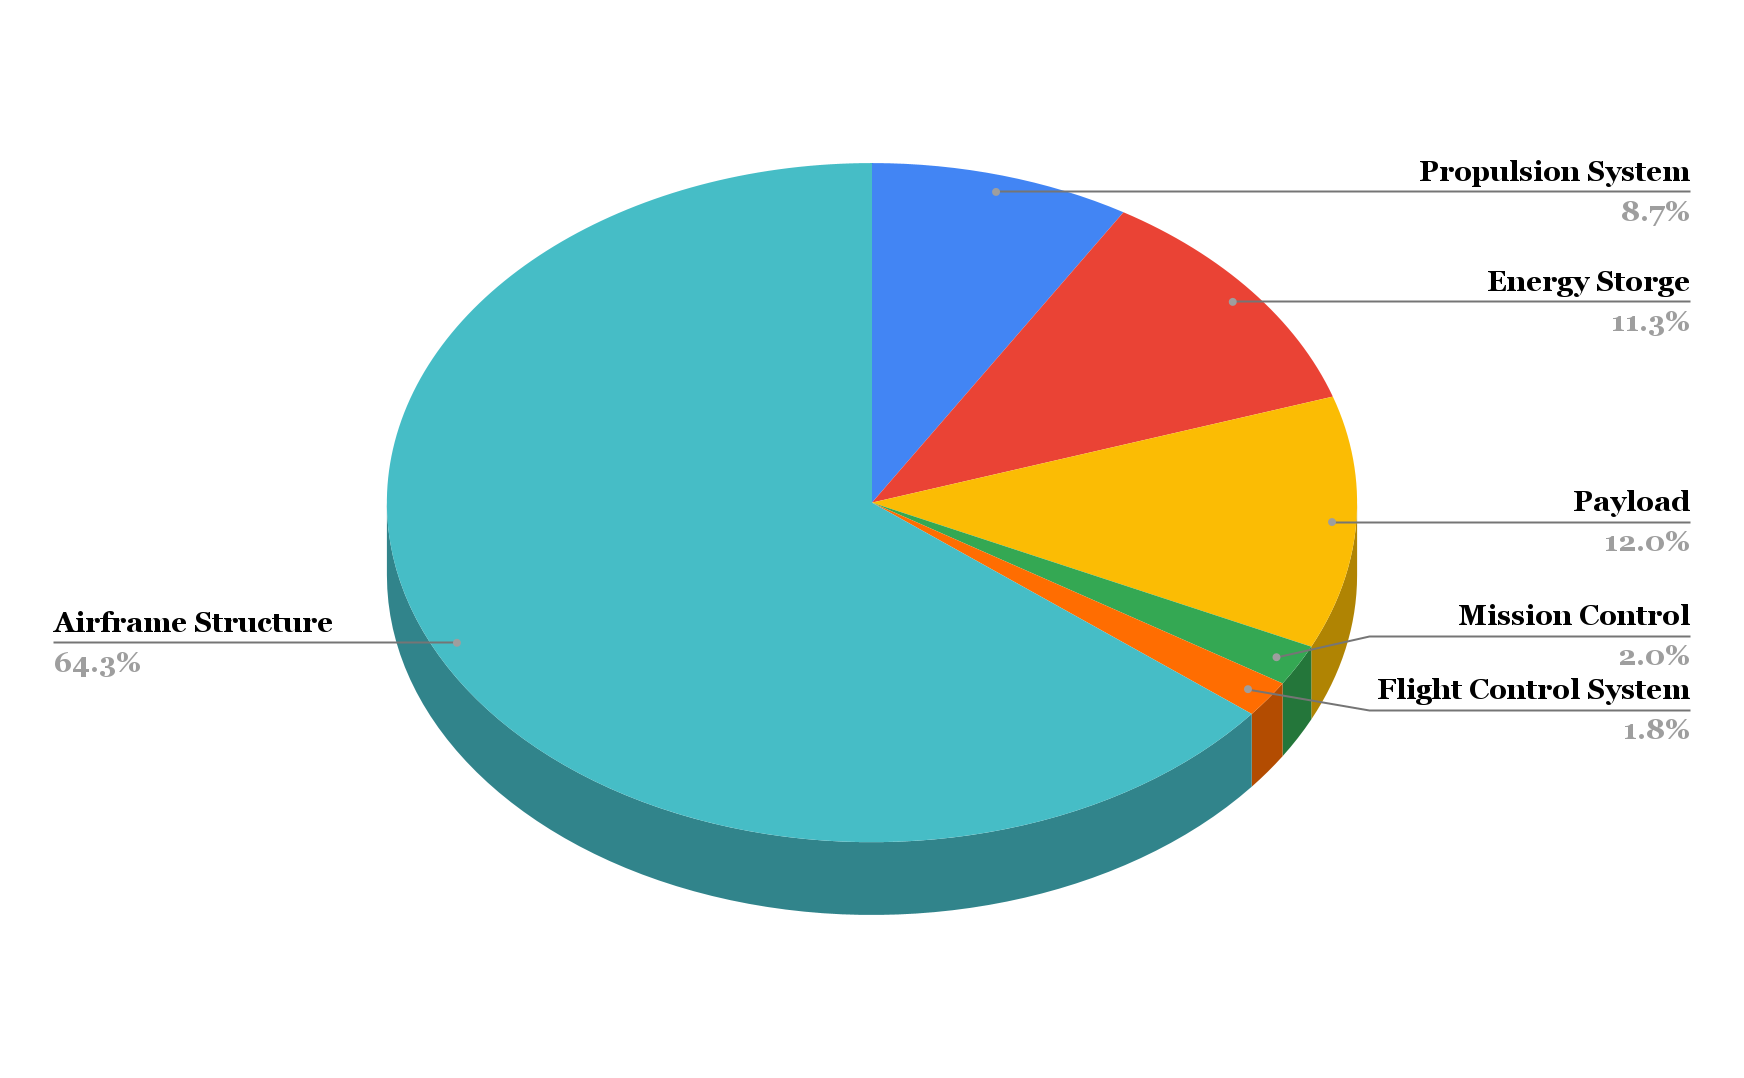 Propulsion System
8.7%
Energy Storge
11.3%
Payload
12.0%
Mission Control
2.0%
Flight Control System
1.8%
Airframe Structure
64.3%